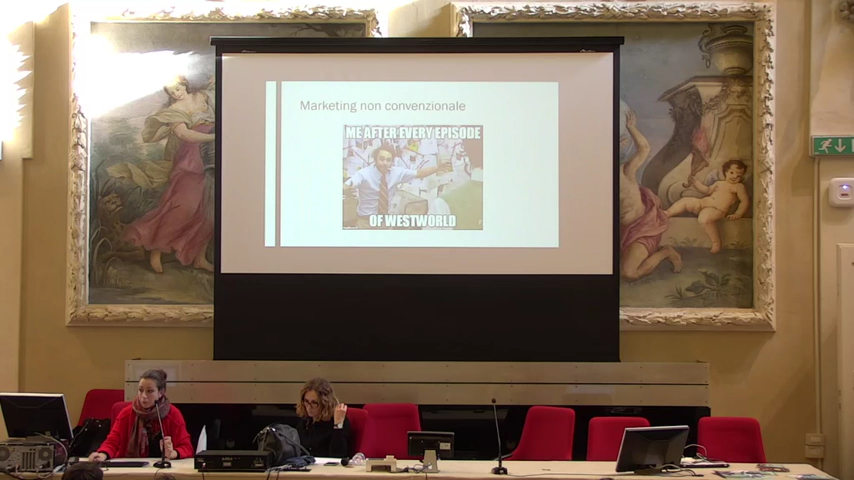 Marketing non convenzionale
ME AFTER EVERY EPISODE
OF WESTWORLD